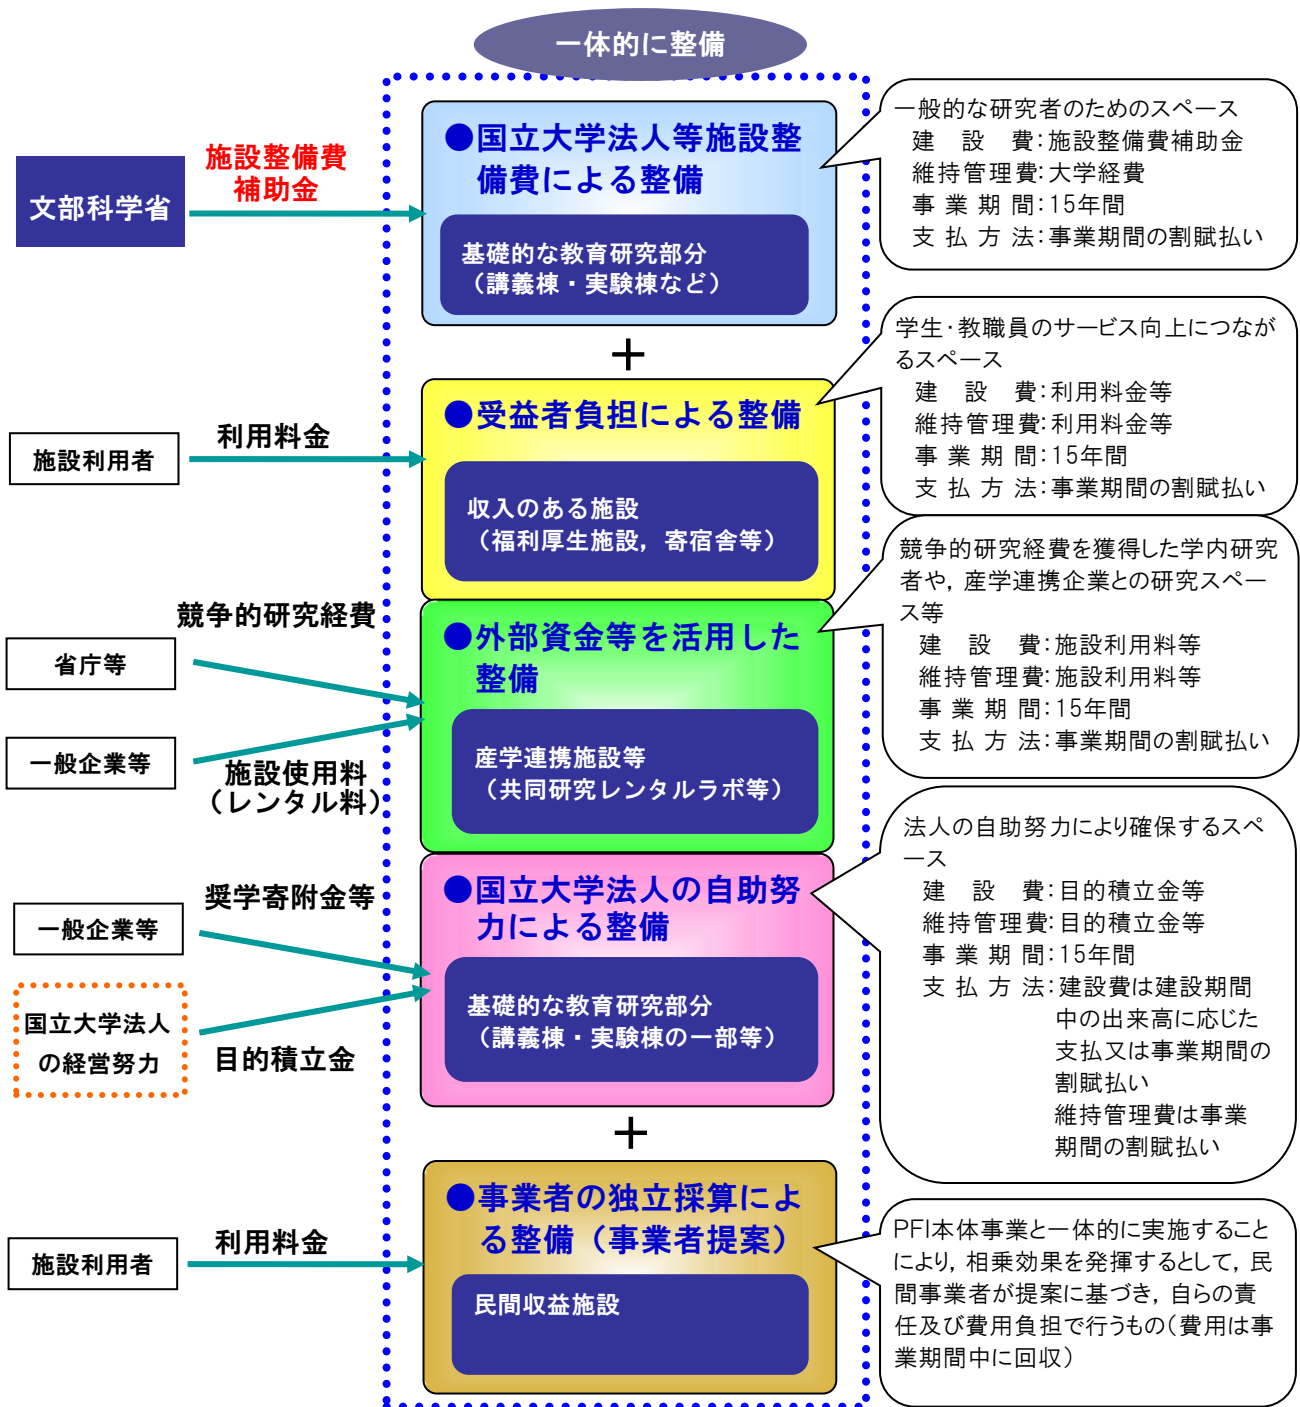 一体的に整備
文部科学省
施設整備費
補助金
●国立大学法人等施設整
備費による整備
基礎的な教育研究部分
（講義棟・実験棟など）
一般的な研究者のためのスペース
建　設　費：施設整備費補助金
維持管理費：大学経費
事 業 期 間：15年間
支 払 方 法：事業期間の割賦払い
＋
施設利用者
利用料金
●受益者負担による整備
収入のある施設
（福利厚生施設，寄宿舎等）
学生・教職員のサービス向上につなが
るスペース
建　設　費：利用料金等
維持管理費：利用料金等
事 業 期 間：15年間
支 払 方 法：事業期間の割賦払い
競争的研究経費
省庁等
一般企業等
施設使用料
（レンタル料）
●外部資金等を活用した
整備
産学連携施設等
（共同研究レンタルラボ等）
競争的研究経費を獲得した学内研究
者や，産学連携企業との研究スペー
ス等
建　設　費：施設利用料等
維持管理費：施設利用料等
事 業 期 間：15年間
支 払 方 法：事業期間の割賦払い
奨学寄附金等
一般企業等
国立大学法人
の経営努力
目的積立金
●国立大学法人の自助努
力による整備
基礎的な教育研究部分
（講義棟・実験棟の一部等）
法人の自助努力により確保するスペ
ース
建　設　費：目的積立金等
維持管理費：目的積立金等
事 業 期 間：15年間
支 払 方 法：建設費は建設期間
中の出来高に応じた
支払又は事業期間の
割賦払い
維持管理費は事業
期間の割賦払い
＋
施設利用者
利用料金
●事業者の独立採算によ
る整備（事業者提案）
民間収益施設
PFI本体事業と一体的に実施すること
により，相乗効果を発揮するとして，民
間事業者が提案に基づき，自らの責
任及び費用負担で行うもの（費用は事
業期間中に回収）